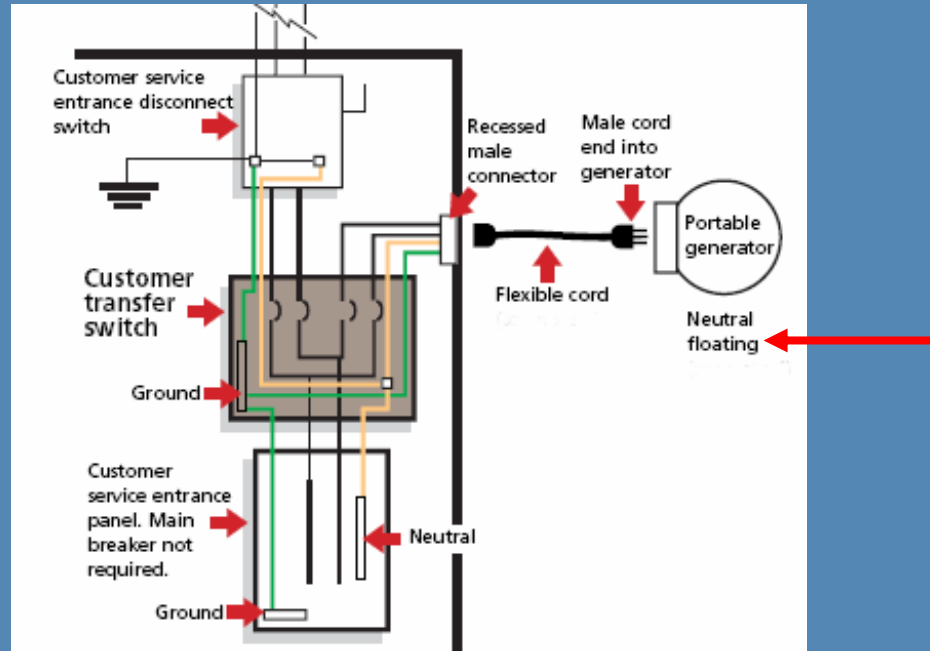 Customer service
entrance disconnect
switch
Recessed
male
connector
Male cord
end into
generator
Portable
generator
Flexible cord
Neutral
floating
Customer
transfer
switch
Ground
Customer
service entrance
panel. Main
breaker not
required.
Neutral
Ground